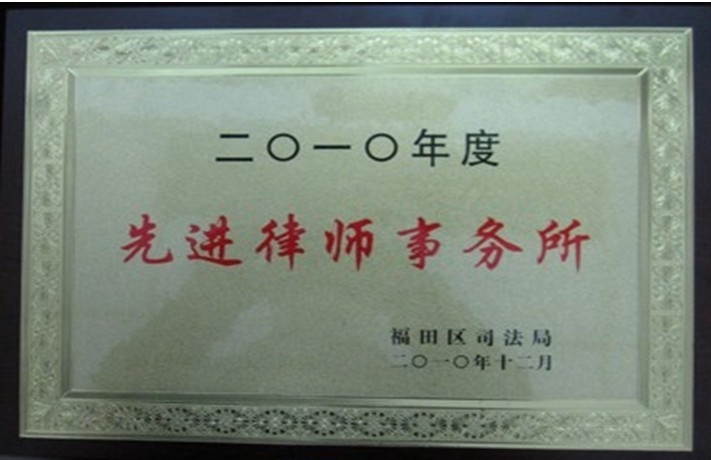 二〇一〇年度
先进律师事务所
福田区司法局
二〇一〇年十二月